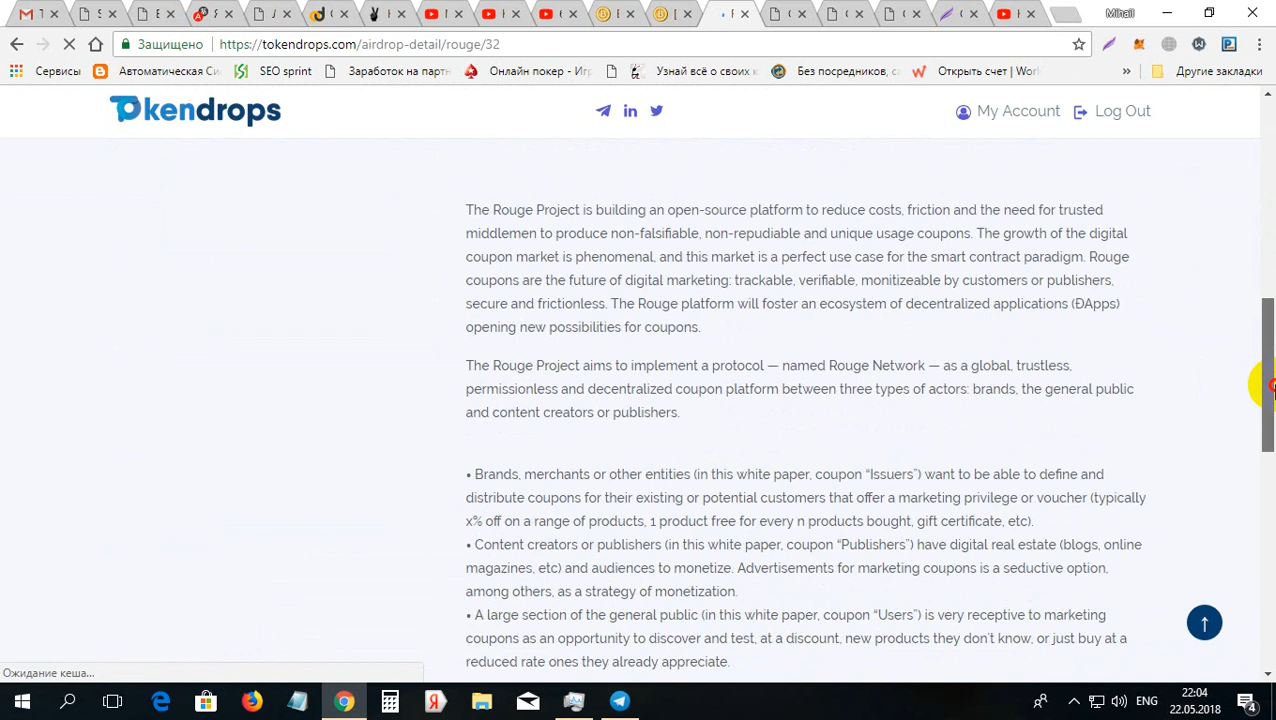 Mihail
Защищено
https://tokendrops.com/airdrop-detail/rouge/32
Сервисы
Автоматическая Си
SEO sprint
Заработок на партн
Онлайн покер - Игр
Узнай всё о своих к
Без посредников, са
Открыть счет | Worl
»
Другие закладки
Tokendrops
My Account
Log Out
The Rouge Project is building an open-source platform to reduce costs, friction and the need for trusted
middlemen to produce non-falsifiable, non-repudiable and unique usage coupons. The growth of the digital
coupon market is phenomenal, and this market is a perfect use case for the smart contract paradigm. Rouge
coupons are the future of digital marketing: trackable, verifiable, monitizeable by customers or publishers,
secure and frictionless. The Rouge platform will foster an ecosystem of decentralized applications (ĐApps)
opening new possibilities for coupons.
The Rouge Project aims to implement a protocol — named Rouge Network — as a global, trustless,
permissionless and decentralized coupon platform between three types of actors: brands, the general public
and content creators or publishers.
• Brands, merchants or other entities (in this white paper, coupon “Issuers”) want to be able to define and
distribute coupons for their existing or potential customers that offer a marketing privilege or voucher (typically
x% off on a range of products, 1 product free for every n products bought, gift certificate, etc).
• Content creators or publishers (in this white paper, coupon “Publishers”) have digital real estate (blogs, online
magazines, etc) and audiences to monetize. Advertisements for marketing coupons is a seductive option,
among others, as a strategy of monetization.
• A large section of the general public (in this white paper, coupon “Users”) is very receptive to marketing
coupons as an opportunity to discover and test, at a discount, new products they don't know, or just buy at a
reduced rate ones they already appreciate.
Ожидание кеша...
ENG
22:04
22.05.2018
4